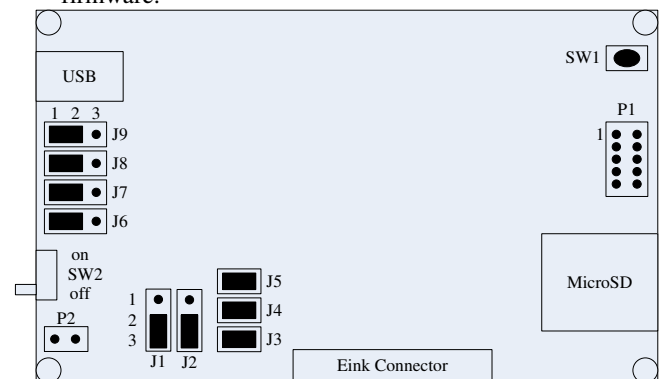 firmware.
SW1
USB
P1
1 2 3
1
J9
J8
J7
J6
on
SW2
off
J5
MicroSD
1
J4
P2
2
3
J3
J1 J2
Eink Connector